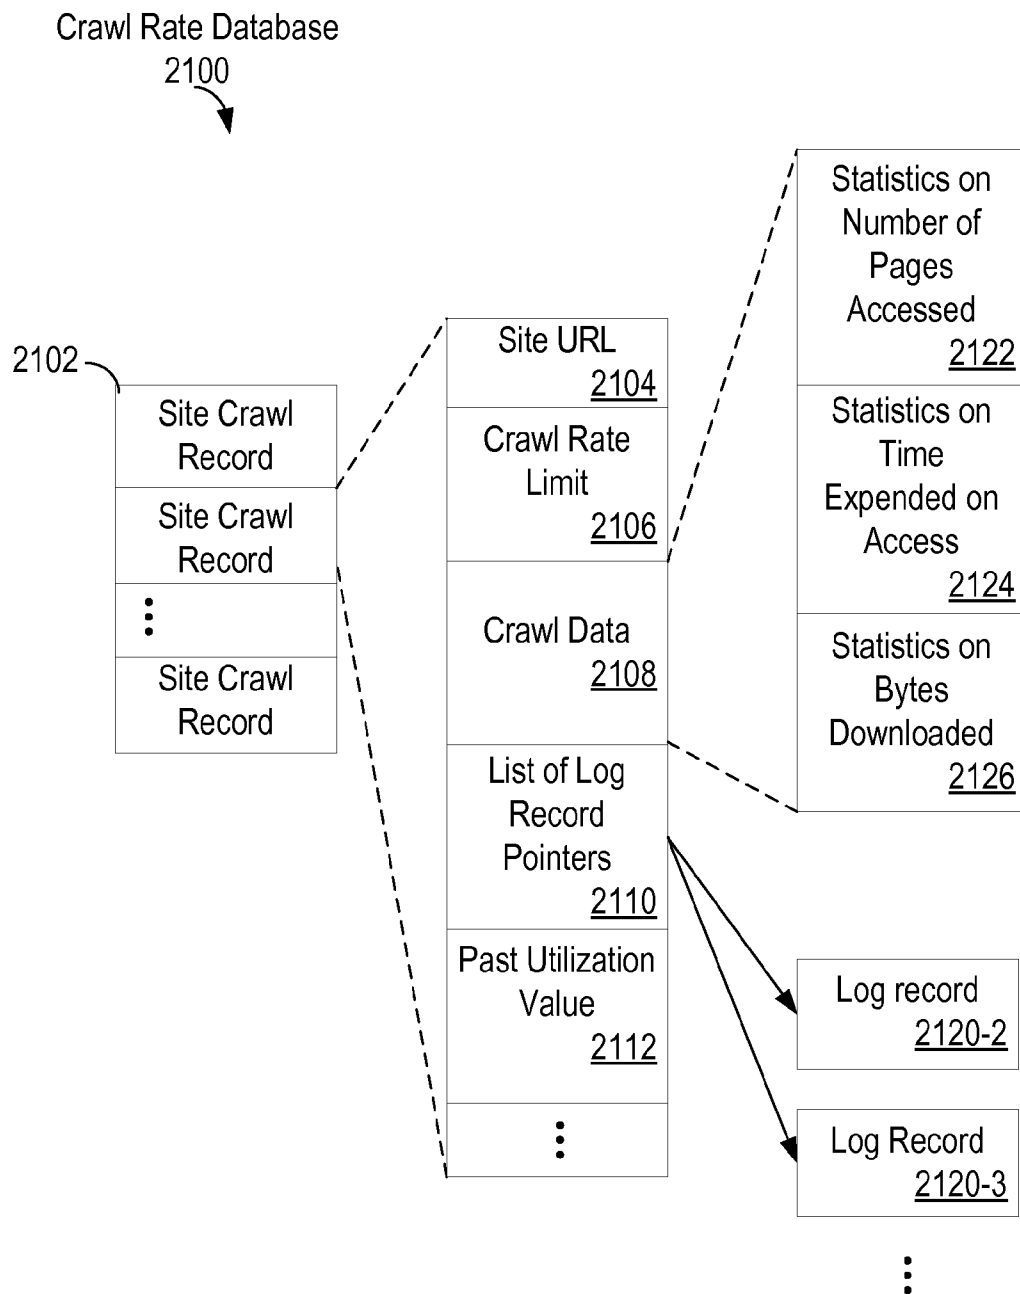 Crawl Rate Database
2100
2102
Site Crawl
Record
Site Crawl
Record
Site Crawl
Record
Site URL
2104
Crawl Rate
Limit
2106
Crawl Data
2108
List of Log
Record
Pointers
2110
Past Utilization
Value
2112
Statistics on
Number of
Pages
Accessed
2122
Statistics on
Time
Expended on
Access
2124
Statistics on
Bytes
Downloaded
2126
Log record
2120-2
Log Record
2120-3